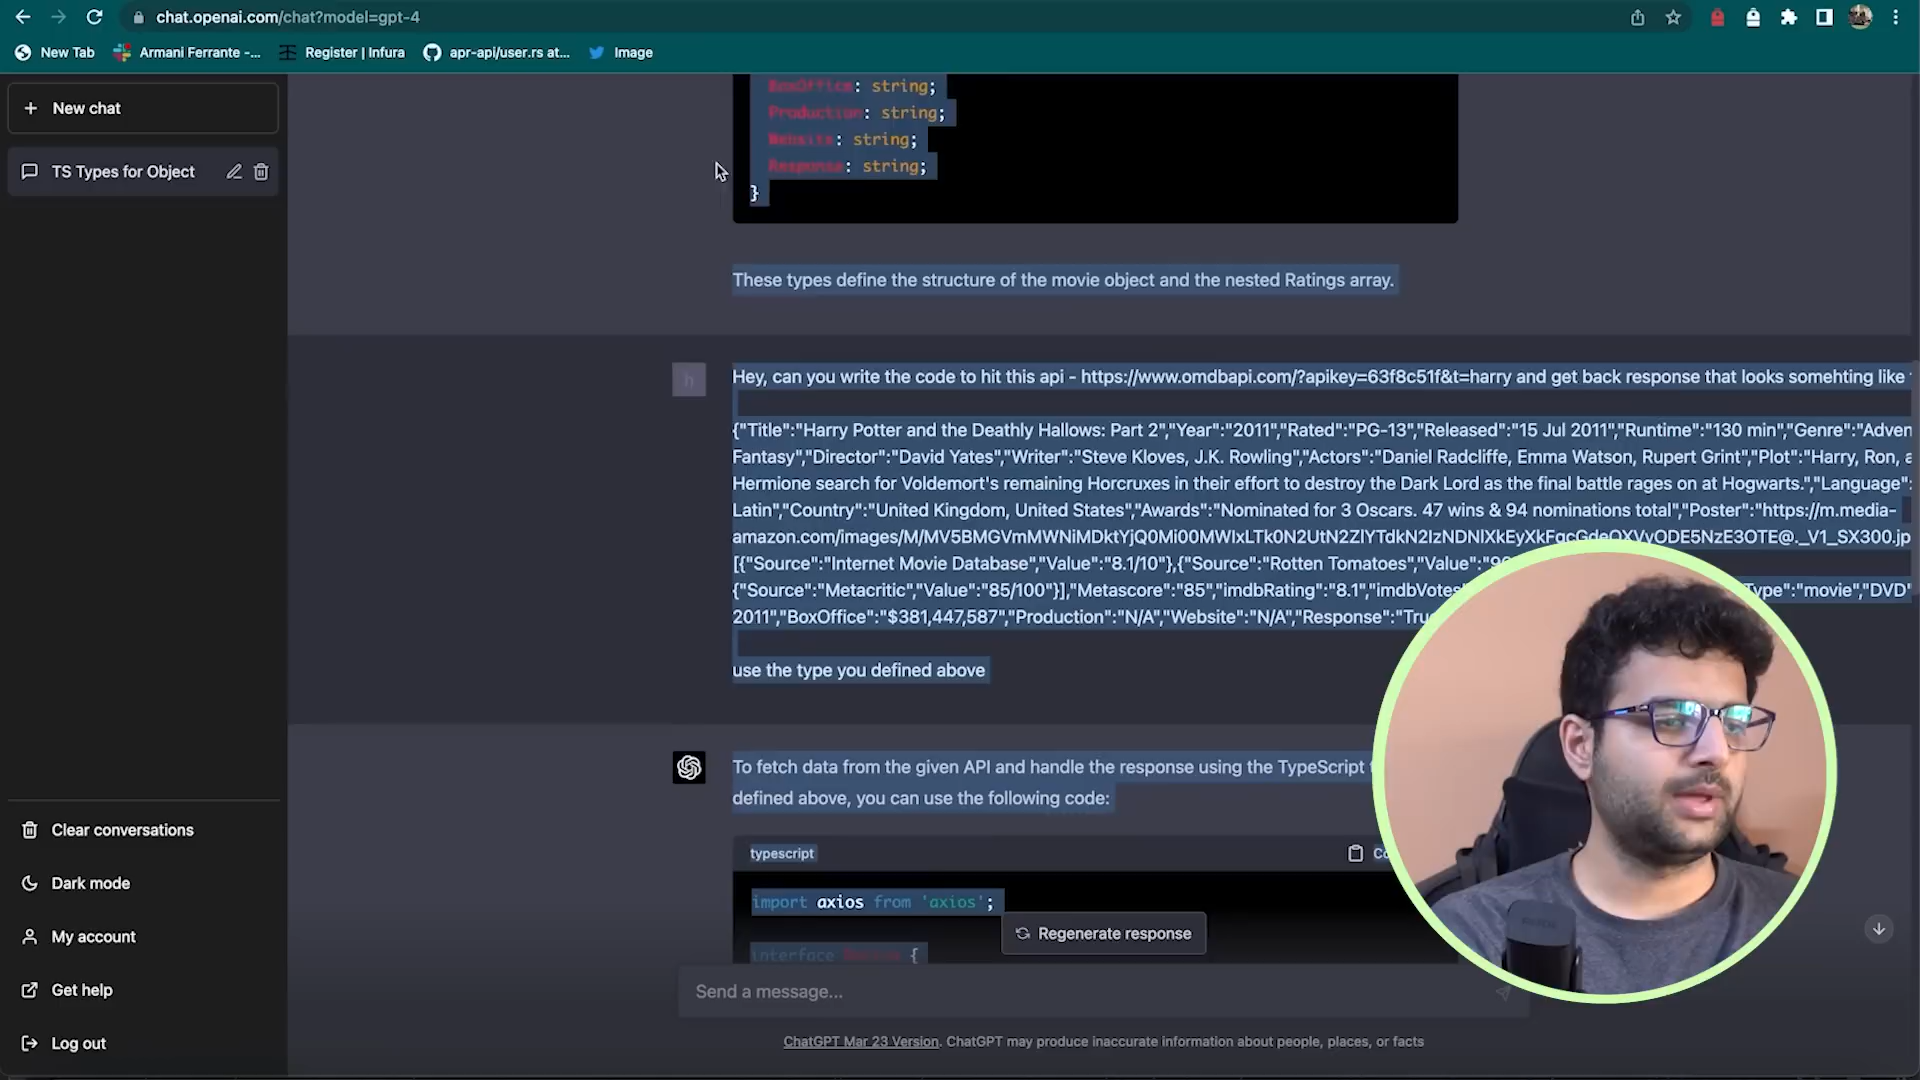 chat.openai.com/chat?model=gpt-4
New Tab
Armani Ferrante -...
Register | Infura
apr-api/user.rs at...
Image
New chat
TS Types for Object
BoxOffice: string;
Production: string;
Website: string;
Response: string;
}
These types define the structure of the movie object and the nested Ratings array.
h
Hey, can you write the code to hit this api - https://www.omdbapi.com/?apikey=63f8c51f&t=harry and get back response that looks somehting like
{"Title":"Harry Potter and the Deathly Hallows: Part 2","Year":"2011","Rated":"PG-13","Released":"15 Jul 2011","Runtime":"130 min","Genre":"Adven
Fantasy","Director":"David Yates","Writer":"Steve Kloves, J.K. Rowling","Actors":"Daniel Radcliffe, Emma Watson, Rupert Grint","Plot":"Harry, Ron, a
Hermione search for Voldemort's remaining Horcruxes in their effort to destroy the Dark Lord as the final battle rages on at Hogwarts.","Language":
Latin","Country":"United Kingdom, United States","Awards":"Nominated for 3 Oscars. 47 wins & 94 nominations total","Poster":"https://m.media-
[{"Source":"Internet Movie Database","Value":"8.1/10"},{"Source":"Rotten Tomatoes","Value":"9
{"Source":"Metacritic","Value":"85/100"}],"Metascore":"85","imdbRating":"8.1","imdbVotes Type":"movie","DVD"
2011","BoxOffice":"$381,447,587","Production":"N/A","Website":"N/A","Response":"Tru
use the type you defined above
To fetch data from the given API and handle the response using the TypeScript
defined above, you can use the following code:
typescript
Co
import axios from 'axios';
interface {
Regenerate response
Send a message...
ChatGPT Mar 23 Version. ChatGPT may produce inaccurate information about people, places, or facts
Clear conversations
Dark mode
My account
Get help
Log out